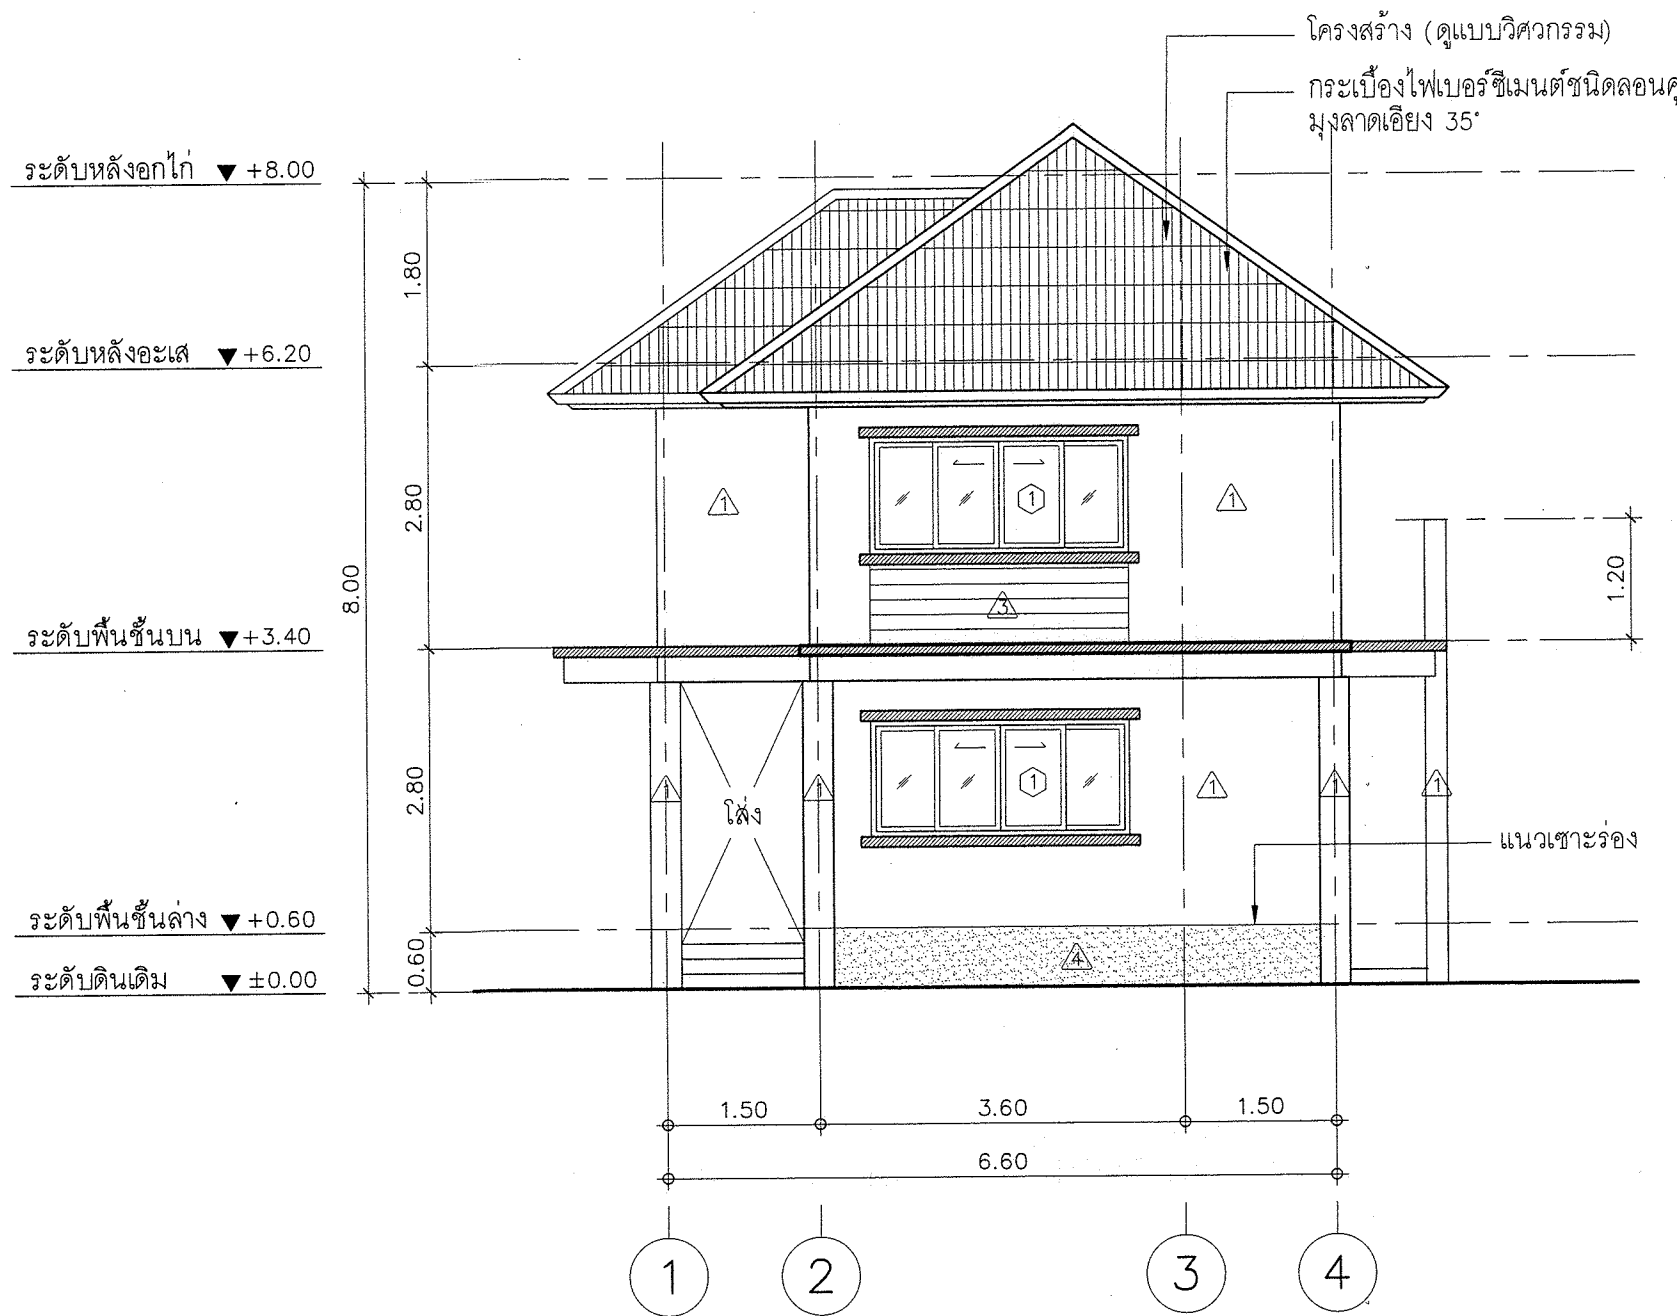 โครงสร้าง (ดูแบบวิศวกรรม)
กระเบื้องไฟเบอร์ซีเมนต์ชนิดลอนคู่
มุงลาดเอียง 35°
ระดับหลังอกไก่ ▼ +8.00
1.80
ระดับหลังอะเส ▼ +6.20
2.80
1
1
1
8.00
1.20
3
ระดับพื้นชั้นบน ▼ +3.40
2.80
1
1
1
1
1
1
โล่ง
แนวเซาะร่อง
ระดับพื้นชั้นล่าง ▼ +0.60
0.60
4
ระดับดินเดิม ▼ ±0.00
1.50 3.60 1.50
6.60
1 2 3 4